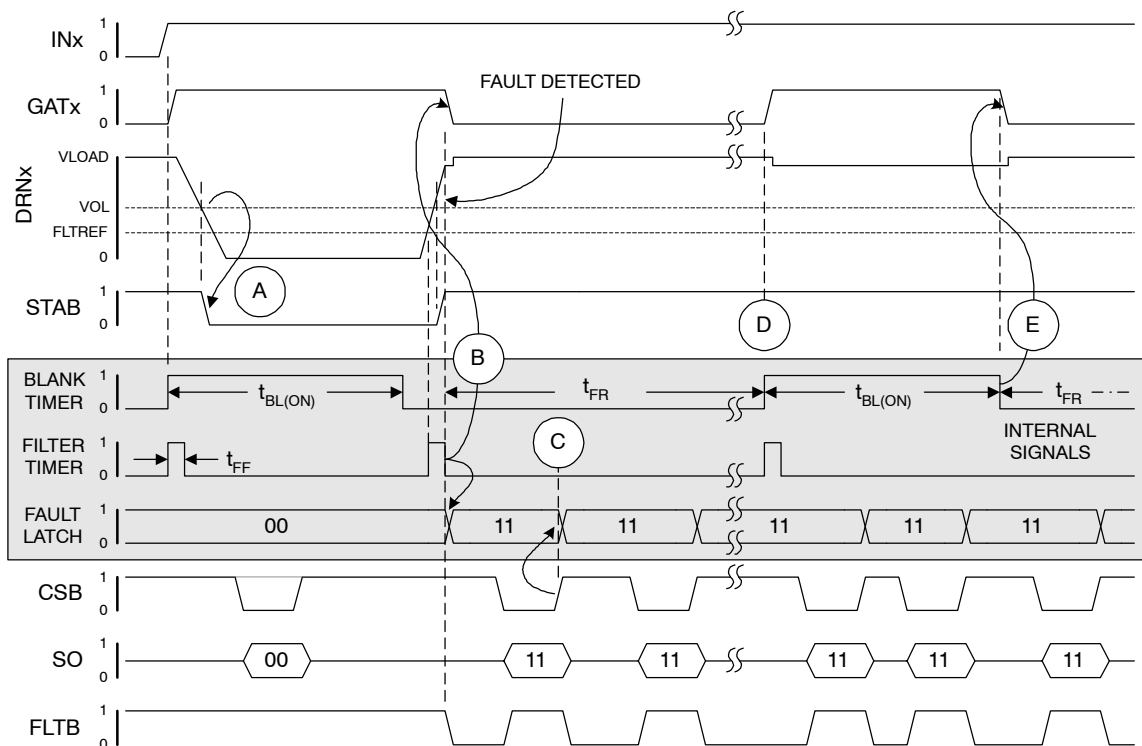 INx 1 0
GATx 1 0
FAULT DETECTED
DRNx VLOAD VOL FLTREF 0
A
STAB 1 0
D
E
B
BLANK TIMER 1 0
tBL(ON)
tFR
tBL(ON)
tFR
FILTER TIMER 1 0
tFF
C
INTERNAL SIGNALS
FAULT LATCH 1 0
00 11 11 11 11 11
CSB 1 0
SO 1 0
00 11 11 11 11 11
FLTB 1 0